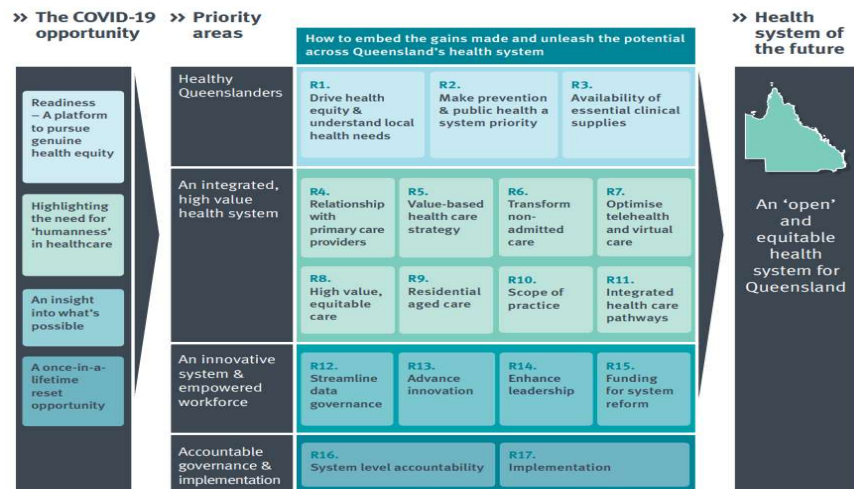 >> The COVID-19
opportunity
>> Priority
areas
How to embed the gains made and unleash the potential
across Queensland's health system
>> Health
system of
the future
Readiness
– A platform
to pursue
genuine
health equity
Highlighting
the need for
‘humanness’
in healthcare
An insight
into what's
possible
A once-in-a-
lifetime
reset
opportunity
Healthy
Queenslanders
R1.
Drive health
equity &
understand local
health needs
R2.
Make prevention
& public health a
system priority
R3.
Availability of
essential clinical
supplies
An integrated,
high value
health system
R4.
Relationship
with
primary care
providers
R5.
Value-based
health care
strategy
R6.
Transform
non-
admitted
care
R7.
Optimise
telehealth
and virtual
care
R8.
High value,
equitable
care
R9.
Residential
aged care
R10.
Scope of
practice
R11.
Integrated
health care
pathways
An innovative
system &
empowered
workforce
R12.
Streamline
data
governance
R13.
Advance
innovation
R14.
Enhance
leadership
R15.
Funding
for system
reform
Accountable
governance &
implementation
R16.
System level accountability
R17.
Implementation
An ‘open’
and
equitable
health
system for
Queensland